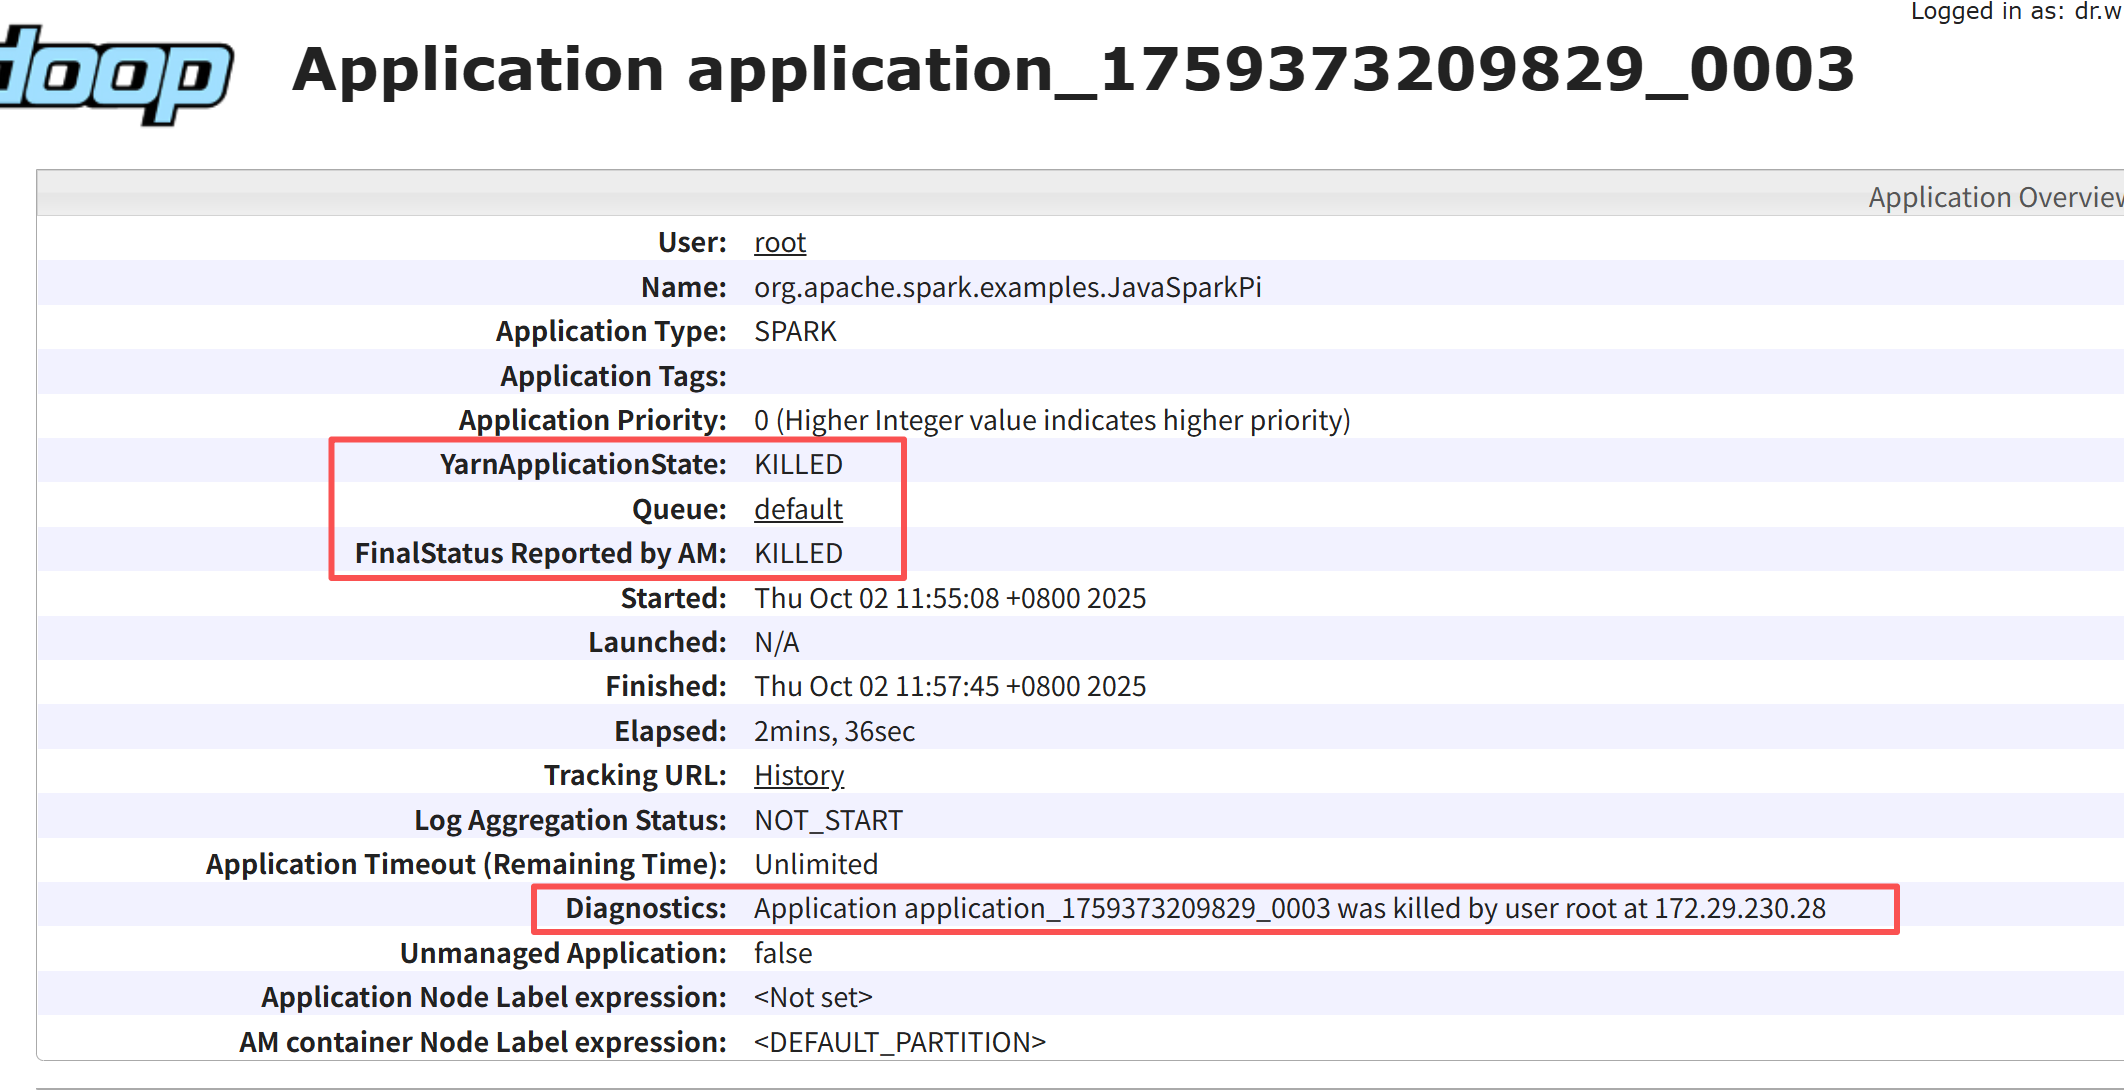 Logged in as: dr.w
doop
Application application_1759373209829_0003
Application Overview
User: root
Name: org.apache.spark.examples.JavaSparkPi
Application Type: SPARK
Application Tags:
Application Priority: 0 (Higher Integer value indicates higher priority)
YarnApplicationState: KILLED
Queue: default
FinalStatus Reported by AM: KILLED
Started: Thu Oct 02 11:55:08 +0800 2025
Launched: N/A
Finished: Thu Oct 02 11:57:45 +0800 2025
Elapsed: 2mins, 36sec
Tracking URL: History
Log Aggregation Status: NOT_START
Application Timeout (Remaining Time): Unlimited
Diagnostics: Application application_1759373209829_0003 was killed by user root at 172.29.230.28
Unmanaged Application: false
Application Node Label expression: <Not set>
AM container Node Label expression: <DEFAULT_PARTITION>